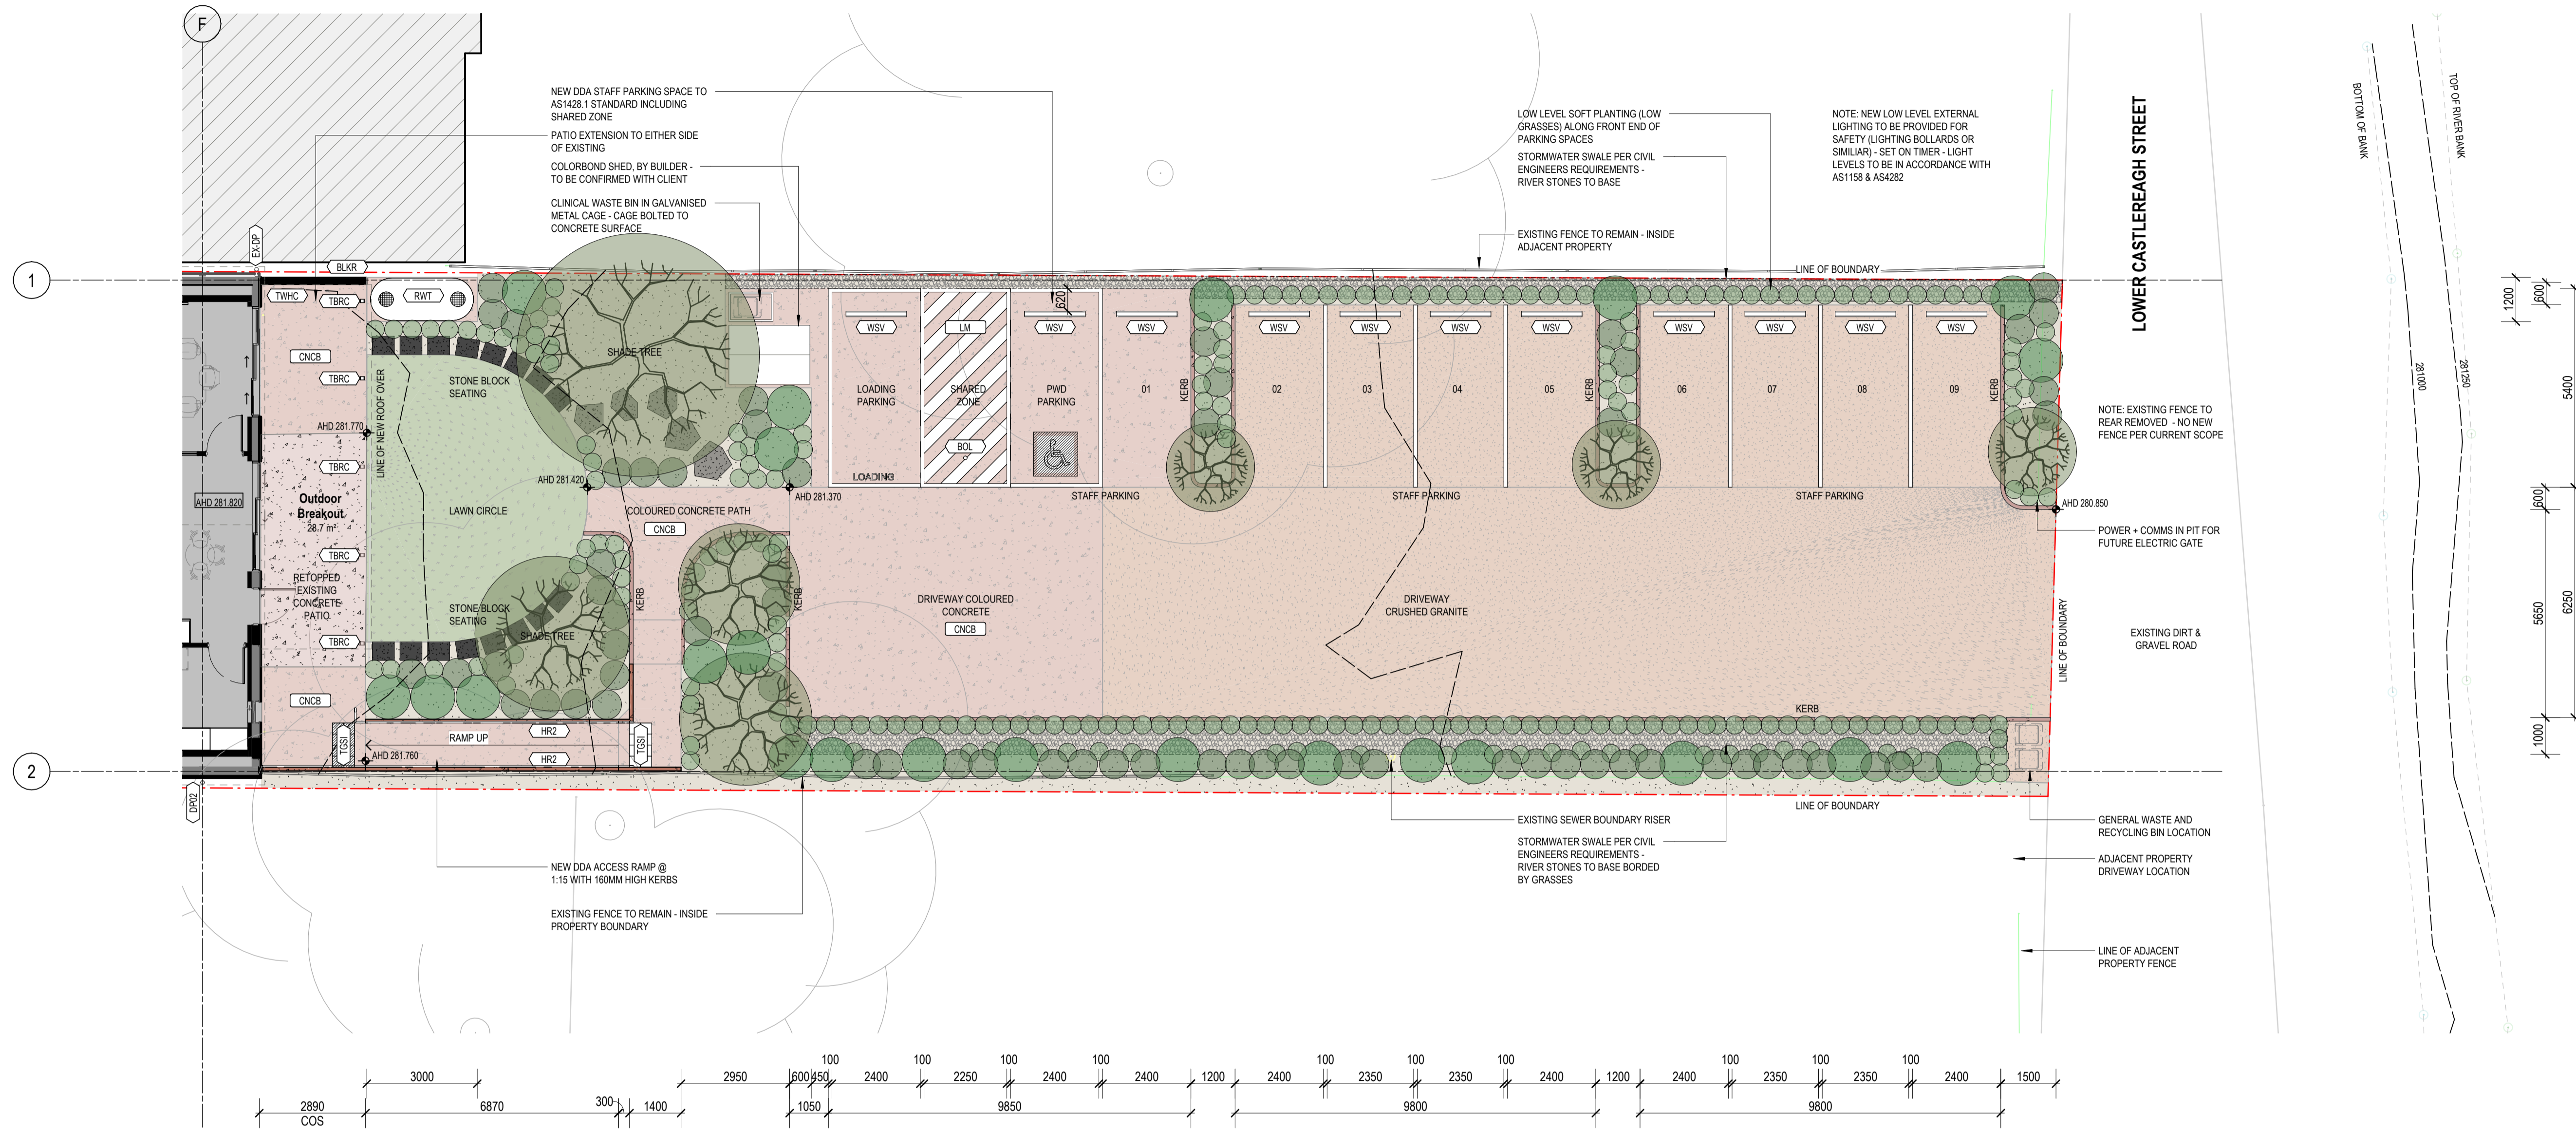 F
NEW DDA STAFF PARKING SPACE TO
AS1428.1 STANDARD INCLUDING
SHARED ZONE
PATIO EXTENSION TO EITHER SIDE
OF EXISTING
COLORBOND SHED, BY BUILDER -
TO BE CONFIRMED WITH CLIENT
CLINICAL WASTE BIN IN GALVANISED
METAL CAGE - CAGE BOLTED TO
CONCRETE SURFACE
LOW LEVEL SOFT PLANTING (LOW
GRASSES) ALONG FRONT END OF
PARKING SPACES
STORMWATER SWALE PER CIVIL
ENGINEERS REQUIREMENTS -
RIVER STONES TO BASE
EXISTING FENCE TO REMAIN - INSIDE
ADJACENT PROPERTY
NOTE: NEW LOW LEVEL EXTERNAL
LIGHTING TO BE PROVIDED FOR
SAFETY (LIGHTING BOLLARDS OR
SIMILIAR) - SET ON TIMER - LIGHT
LEVELS TO BE IN ACCORDANCE WITH
AS1158 & AS4282
LOWER CASTLEREAGH STREET
BOTTOM OF BANK
TOP OF RIVER BANK
281000
281250
1
EX-DP
BLKR
LINE OF BOUNDARY
TWHC
TBRC
RWT
620
WSV
LM
WSV
WSV
WSV
WSV
WSV
WSV
WSV
WSV
WSV
WSV
CNCB
TBRC
LINE OF NEW ROOF OVER
STONE BLOCK
SEATING
SHADE TREE
LOADING
PARKING
SHARED
ZONE
PWD
PARKING
01
KERB
02
03
04
05
KERB
06
07
08
09
KERB
AHD 281.770
BOL
LOADING
TBRC
AHD 281.420
AHD 281.370
STAFF PARKING
STAFF PARKING
STAFF PARKING
AHD 280.850
AHD 281.820
Outdoor
Breakout
28.7 m²
LAWN CIRCLE
COLOURED CONCRETE PATH
CNCB
TBRC
RETOPPED
EXISTING
CONCRETE
PATIO
TBRC
STONE BLOCK
SEATING
SHADE TREE
KERB
KERB
DRIVEWAY COLOURED
CONCRETE
CNCB
DRIVEWAY
CRUSHED GRANITE
LINE OF BOUNDARY
CNCB
KERB
TGSI
RAMP UP
HR2
HR2
TGSI
AHD 281.760
2
DP02
LINE OF BOUNDARY
NOTE: EXISTING FENCE TO
REAR REMOVED - NO NEW
FENCE PER CURRENT SCOPE
POWER + COMMS IN PIT FOR
FUTURE ELECTRIC GATE
EXISTING DIRT &
GRAVEL ROAD
GENERAL WASTE AND
RECYCLING BIN LOCATION
ADJACENT PROPERTY
DRIVEWAY LOCATION
LINE OF ADJACENT
PROPERTY FENCE
NEW DDA ACCESS RAMP @
1:15 WITH 160MM HIGH KERBS
EXISTING FENCE TO REMAIN - INSIDE
PROPERTY BOUNDARY
EXISTING SEWER BOUNDARY RISER
STORMWATER SWALE PER CIVIL
ENGINEERS REQUIREMENTS -
RIVER STONES TO BASE BORDED
BY GRASSES
1200
600
5400
600
5650
6250
1000
100 100 100 100 100 100 100 100 100 100
3000 2950 600 450 2400 2250 2400 2400 1200 2400 2350 2350 2400 1200 2400 2350 2350 2400 1500
2890 6870 300 1400 1050 9850 9800 9800
COS